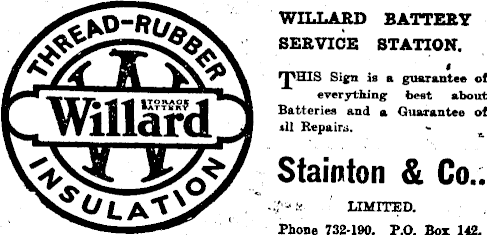 THREAD-RUBBER
W
Willard
STORAGE
BATTERY
INSULATION
WILLARD BATTERY
SERVICE STATION.
THIS Sign is a guarantee of
everything best about
Batteries and a Guarantee of
all Repairs.
Stainton & Co..
LIMITED.
Phone 732-190. P.O. Box 142.